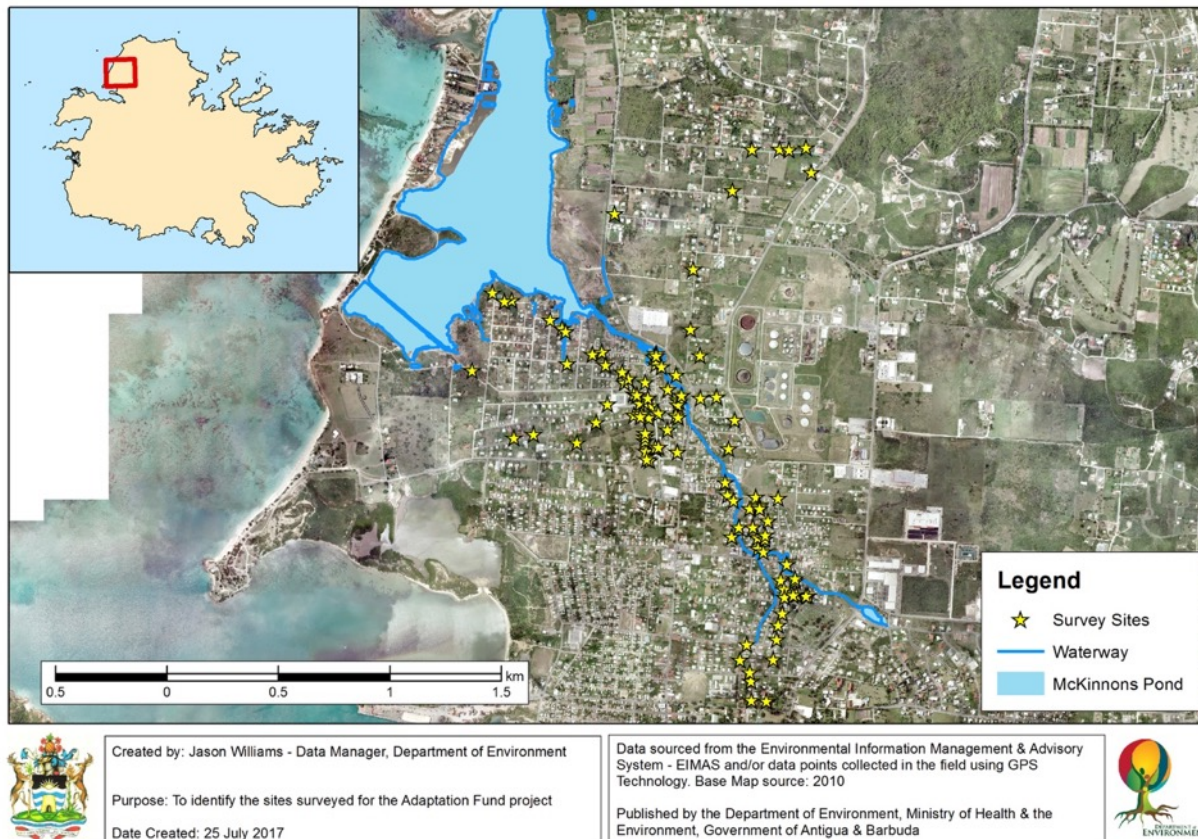 Legend
Survey Sites
Waterway
McKinnons Pond
km
0.5 0 0.5 1 1.5
Created by: Jason Williams - Data Manager, Department of Environment
Purpose: To identify the sites surveyed for the Adaptation Fund project
Date Created: 25 July 2017
Data sourced from the Environmental Information Management & Advisory
System - EIMAS and/or data points collected in the field using GPS
Technology. Base Map source: 2010
Published by the Department of Environment, Ministry of Health & the
Environment, Government of Antigua & Barbuda
DEPARTMENT of
ENVIRONMENT